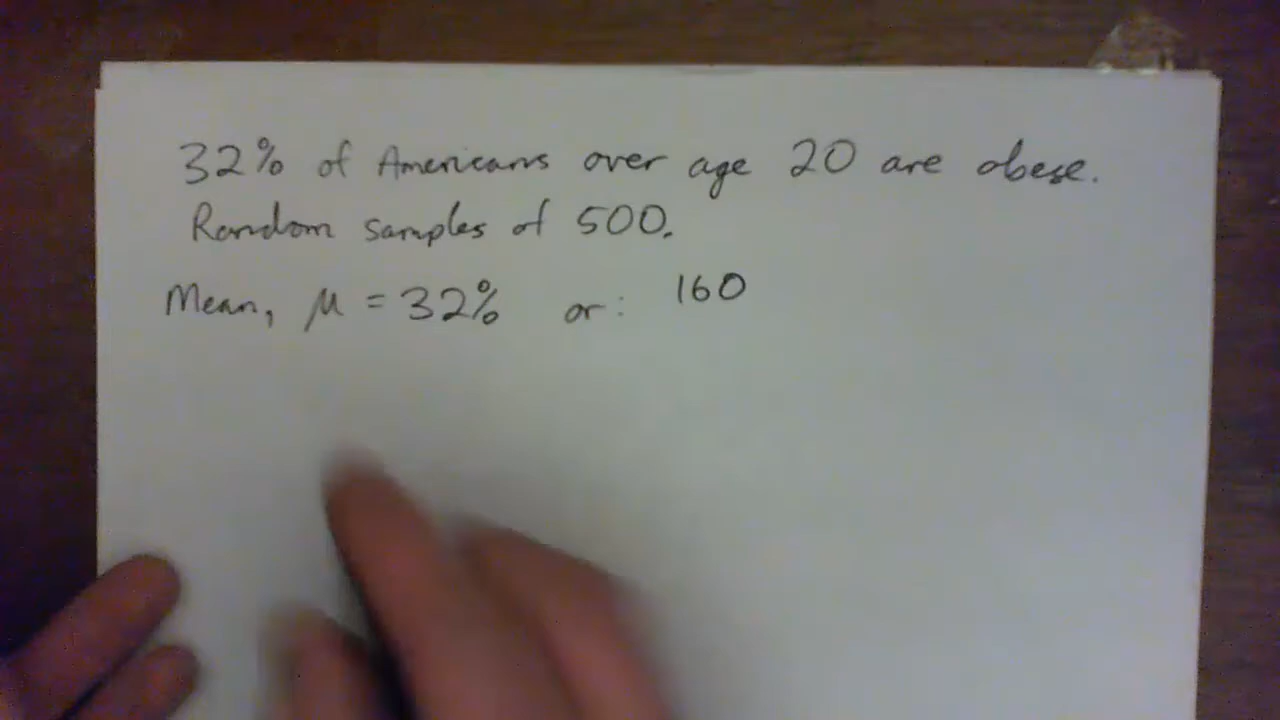 32% of Americans over age 20 are obese.
Random samples of 500.
Mean, μ = 32% or: 160